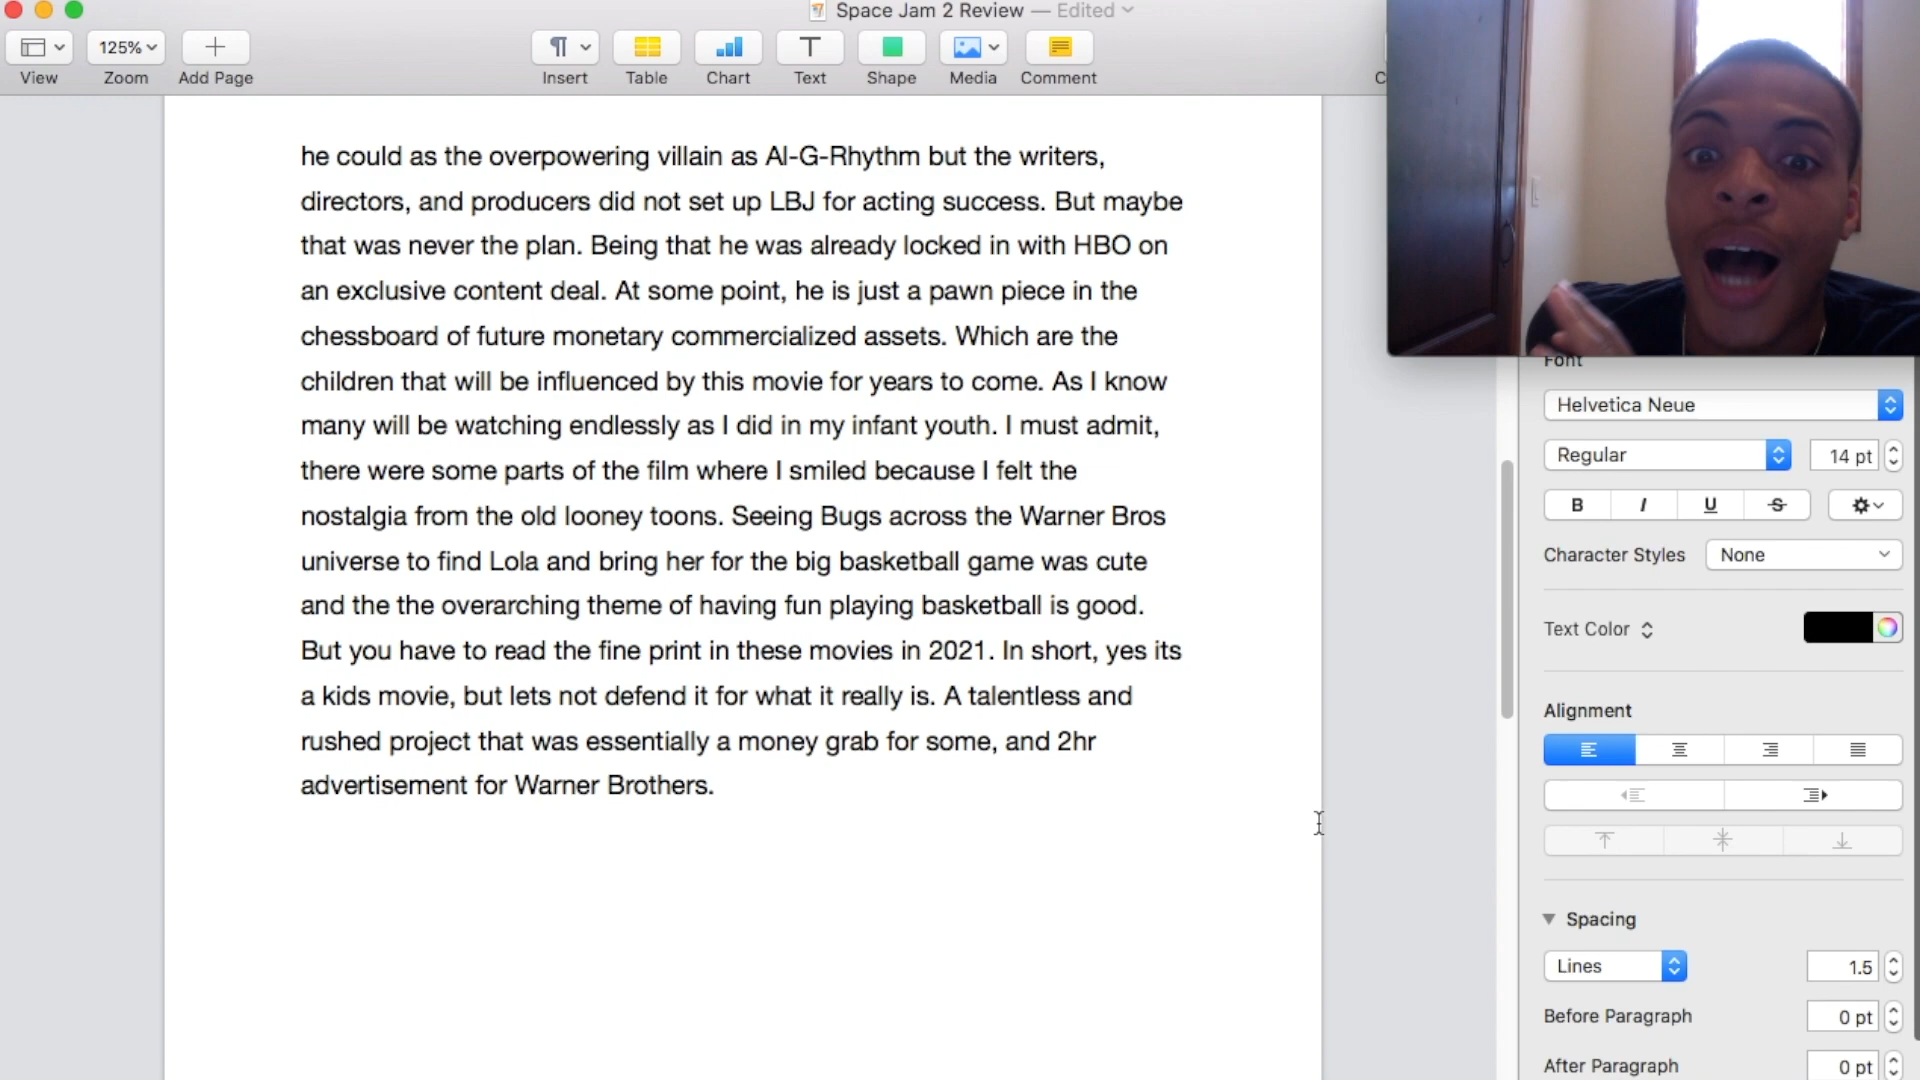 Space Jam 2 Review — Edited
125%
View
Zoom
Add Page
Insert
Table
Chart
Text
Shape
Media
Comment
C
he could as the overpowering villain as Al-G-Rhythm but the writers,
directors, and producers did not set up LBJ for acting success. But maybe
that was never the plan. Being that he was already locked in with HBO on
an exclusive content deal. At some point, he is just a pawn piece in the
chessboard of future monetary commercialized assets. Which are the
children that will be influenced by this movie for years to come. As I know
many will be watching endlessly as I did in my infant youth. I must admit,
there were some parts of the film where I smiled because I felt the
nostalgia from the old looney toons. Seeing Bugs across the Warner Bros
universe to find Lola and bring her for the big basketball game was cute
and the the overarching theme of having fun playing basketball is good.
But you have to read the fine print in these movies in 2021. In short, yes its
a kids movie, but lets not defend it for what it really is. A talentless and
rushed project that was essentially a money grab for some, and 2hr
advertisement for Warner Brothers.
Font
Helvetica Neue
Regular
14 pt
B I U S
Character Styles
None
Text Color
Alignment
Spacing
Lines
1.5
Before Paragraph
0 pt
After Paragraph
0 pt